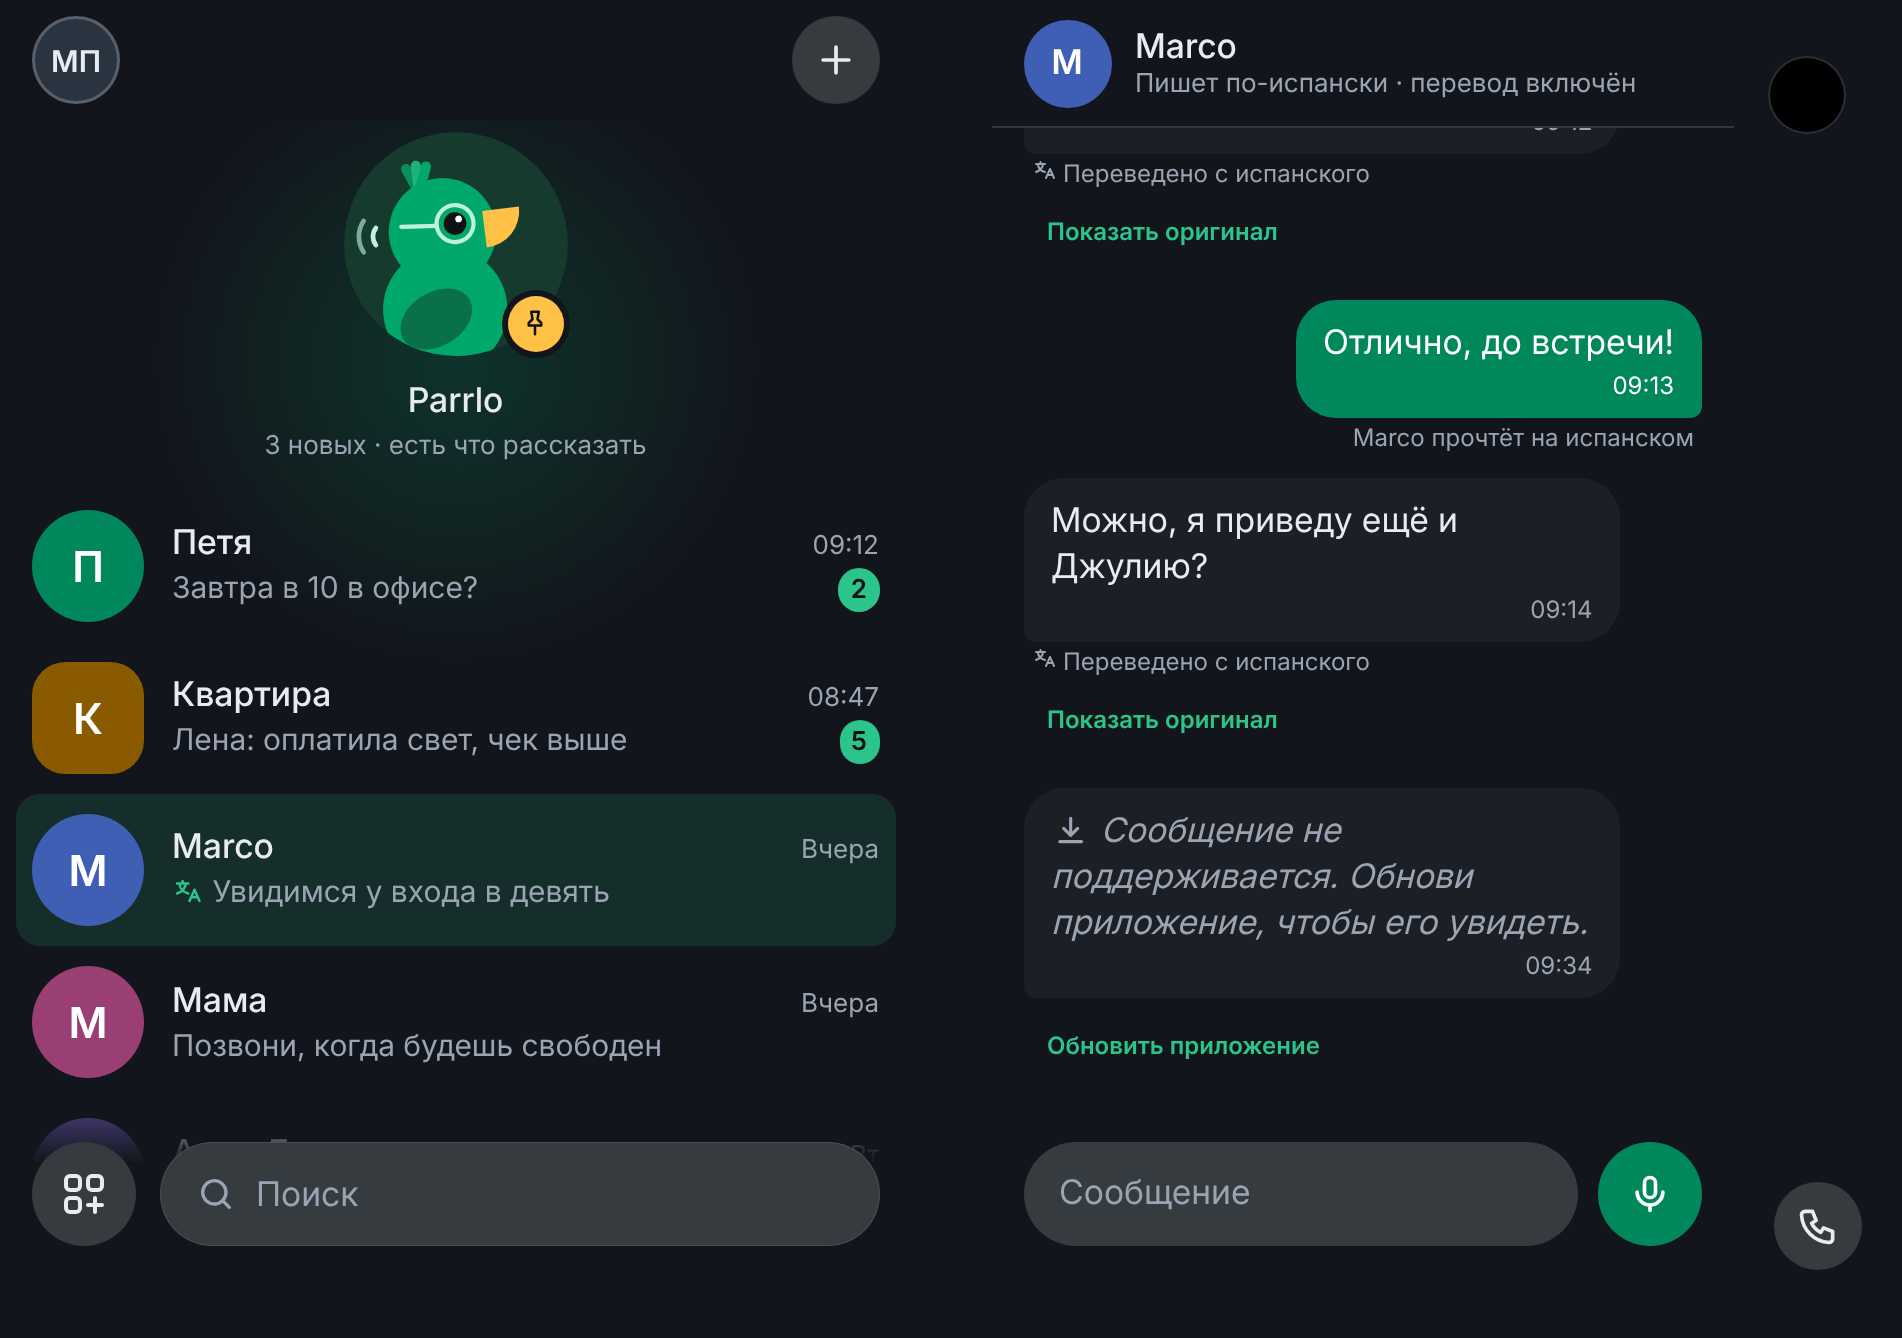 МП
Parrlo
3 новых · есть что рассказать
П
Петя
09:12
Завтра в 10 в офисе?
2
К
Квартира
08:47
Лена: оплатила свет, чек выше
5
M
Marco
Вчера
Увидимся у входа в девять
М
Мама
Вчера
Позвони, когда будешь свободен
Поиск
M
Marco
Пишет по-испански · перевод включён
Переведено с испанского
Показать оригинал
Отлично, до встречи!
09:13
Marco прочтёт на испанском
Можно, я приведу ещё и
Джулию?
09:14
Переведено с испанского
Показать оригинал
Сообщение не
поддерживается. Обнови
приложение, чтобы его увидеть.
09:34
Обновить приложение
Сообщение